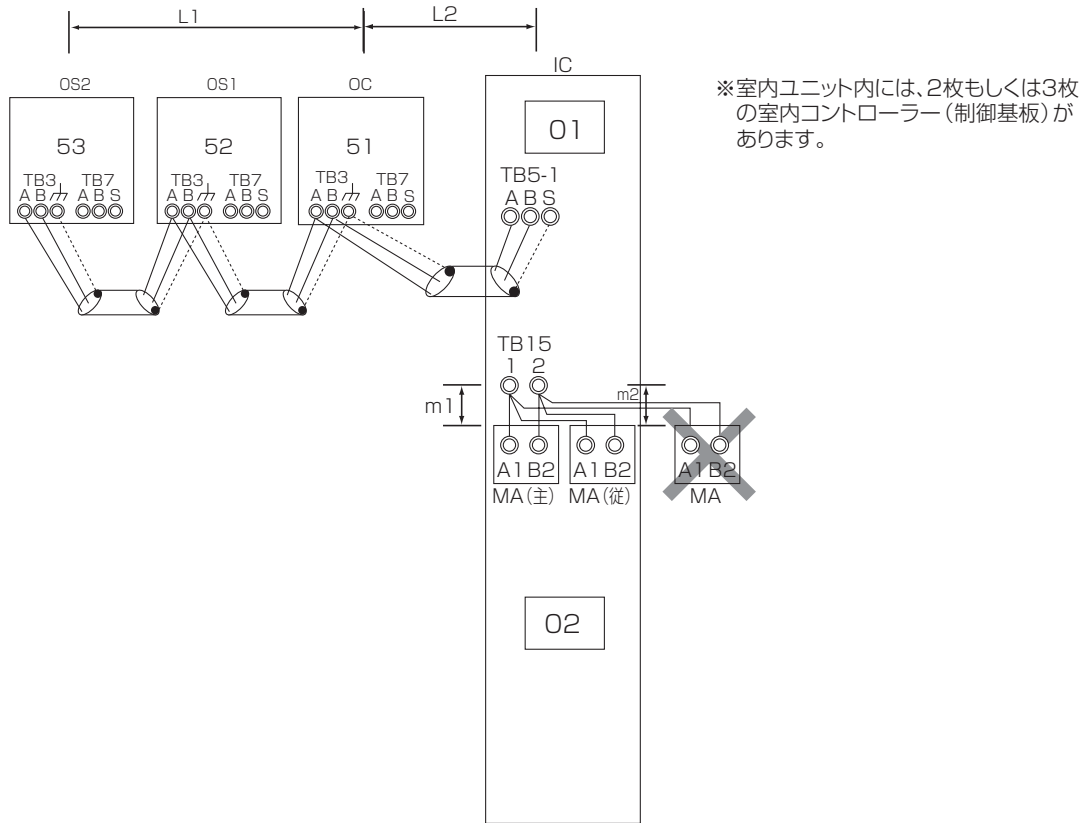 L1 L2
OS2 OS1 OC IC
※室内ユニット内には、2枚もしくは3枚
の室内コントローラー(制御基板)が
あります。
53 52 51 01
TB3 TB7 TB3 TB7 TB3 TB7 TB5-1
A B A B S A B A B S A B A B S A B S
TB15
1 2
m1 m2
A1 B2 A1 B2 A1 B2
MA(主) MA(従) MA
02